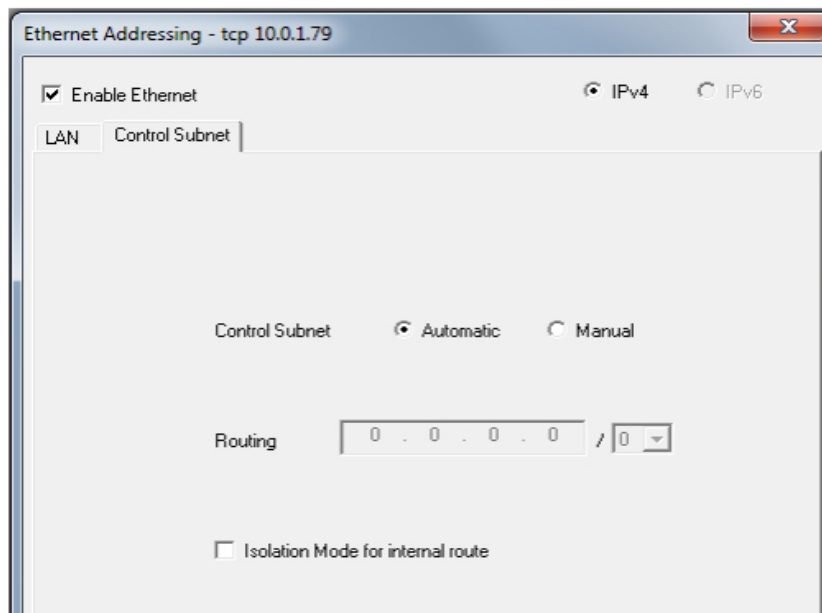 Ethernet Addressing - tcp 10.0.1.79
Enable Ethernet IPv4 IPv6
LAN Control Subnet
Control Subnet Automatic Manual
Routing 0 . 0 . 0 . 0 / 0
Isolation Mode for internal route